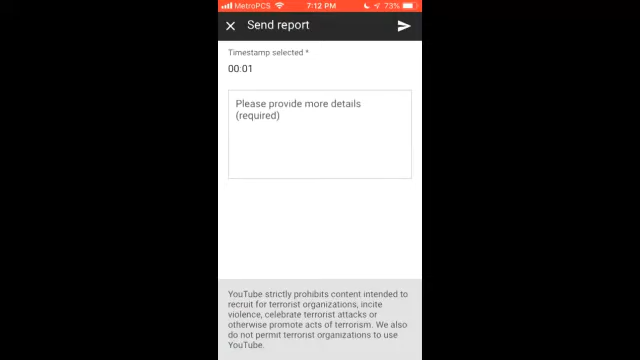 MetroPCS 7:12 PM 73%
Send report
Timestamp selected *
00:01
Please provide more details
(required)
YouTube strictly prohibits content intended to
recruit for terrorist organizations, incite
violence, celebrate terrorist attacks or
otherwise promote acts of terrorism. We also
do not permit terrorist organizations to use
YouTube.